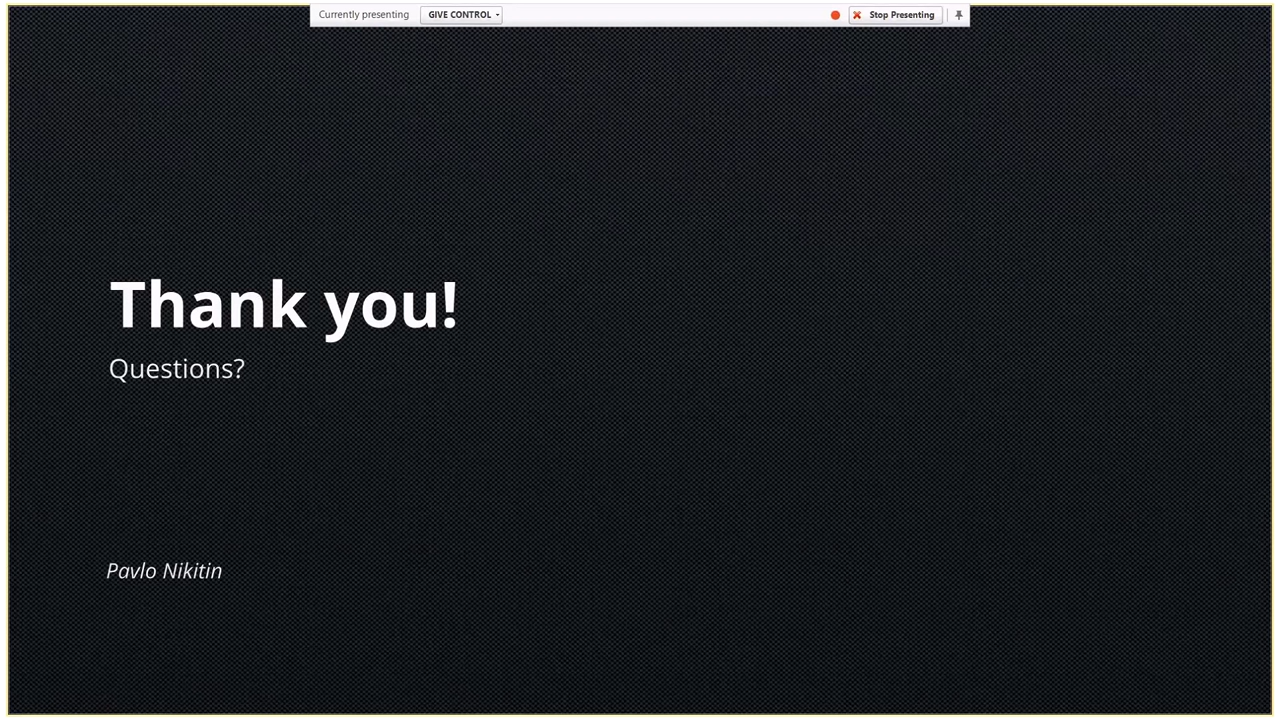 Currently presenting GIVE CONTROL Stop Presenting
Thank you!
Questions?
Pavlo Nikitin